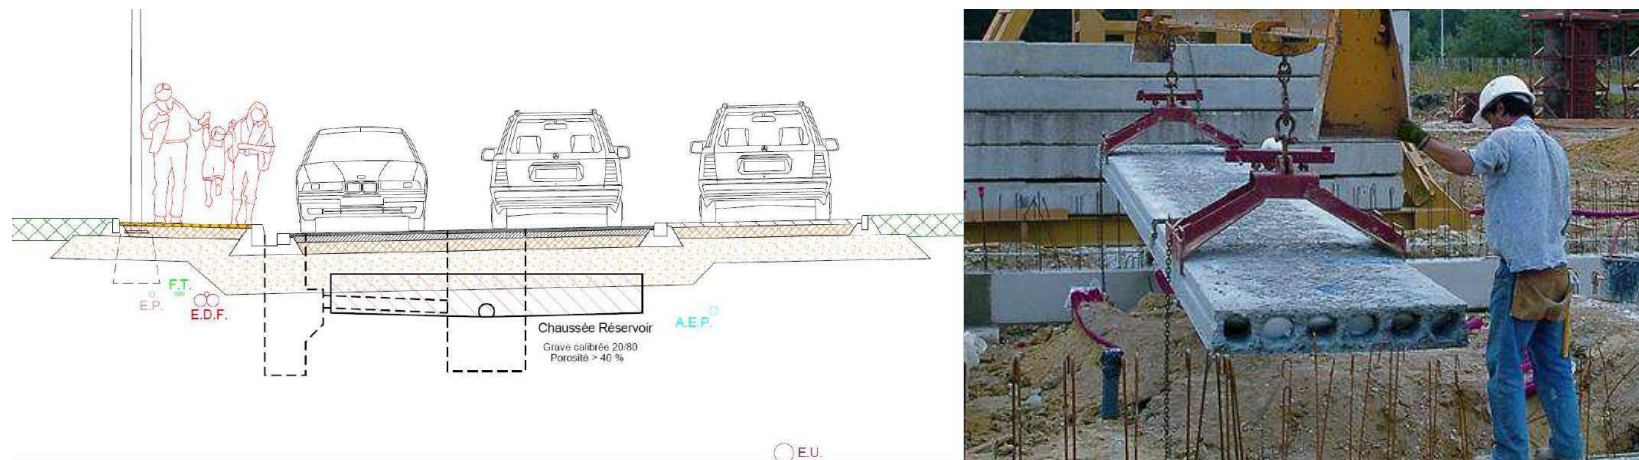 F.T.
E.P.
E.D.F.
Chaussée Réservoir
Grave calibrée 20/80
Porosité > 40 %
A.E.P.
E.U.